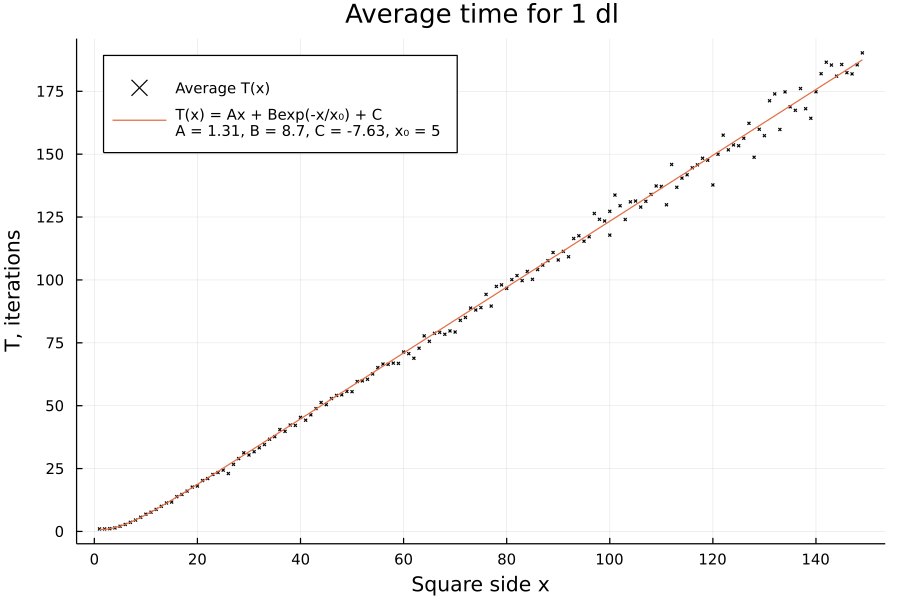 Average time for 1 dl
Average T(x)
T(x) = Ax + Bexp(-x/x₀) + C
A = 1.31, B = 8.7, C = -7.63, x₀ = 5
T, iterations
175
150
125
100
75
50
25
0
0 20 40 60 80 100 120 140
Square side x